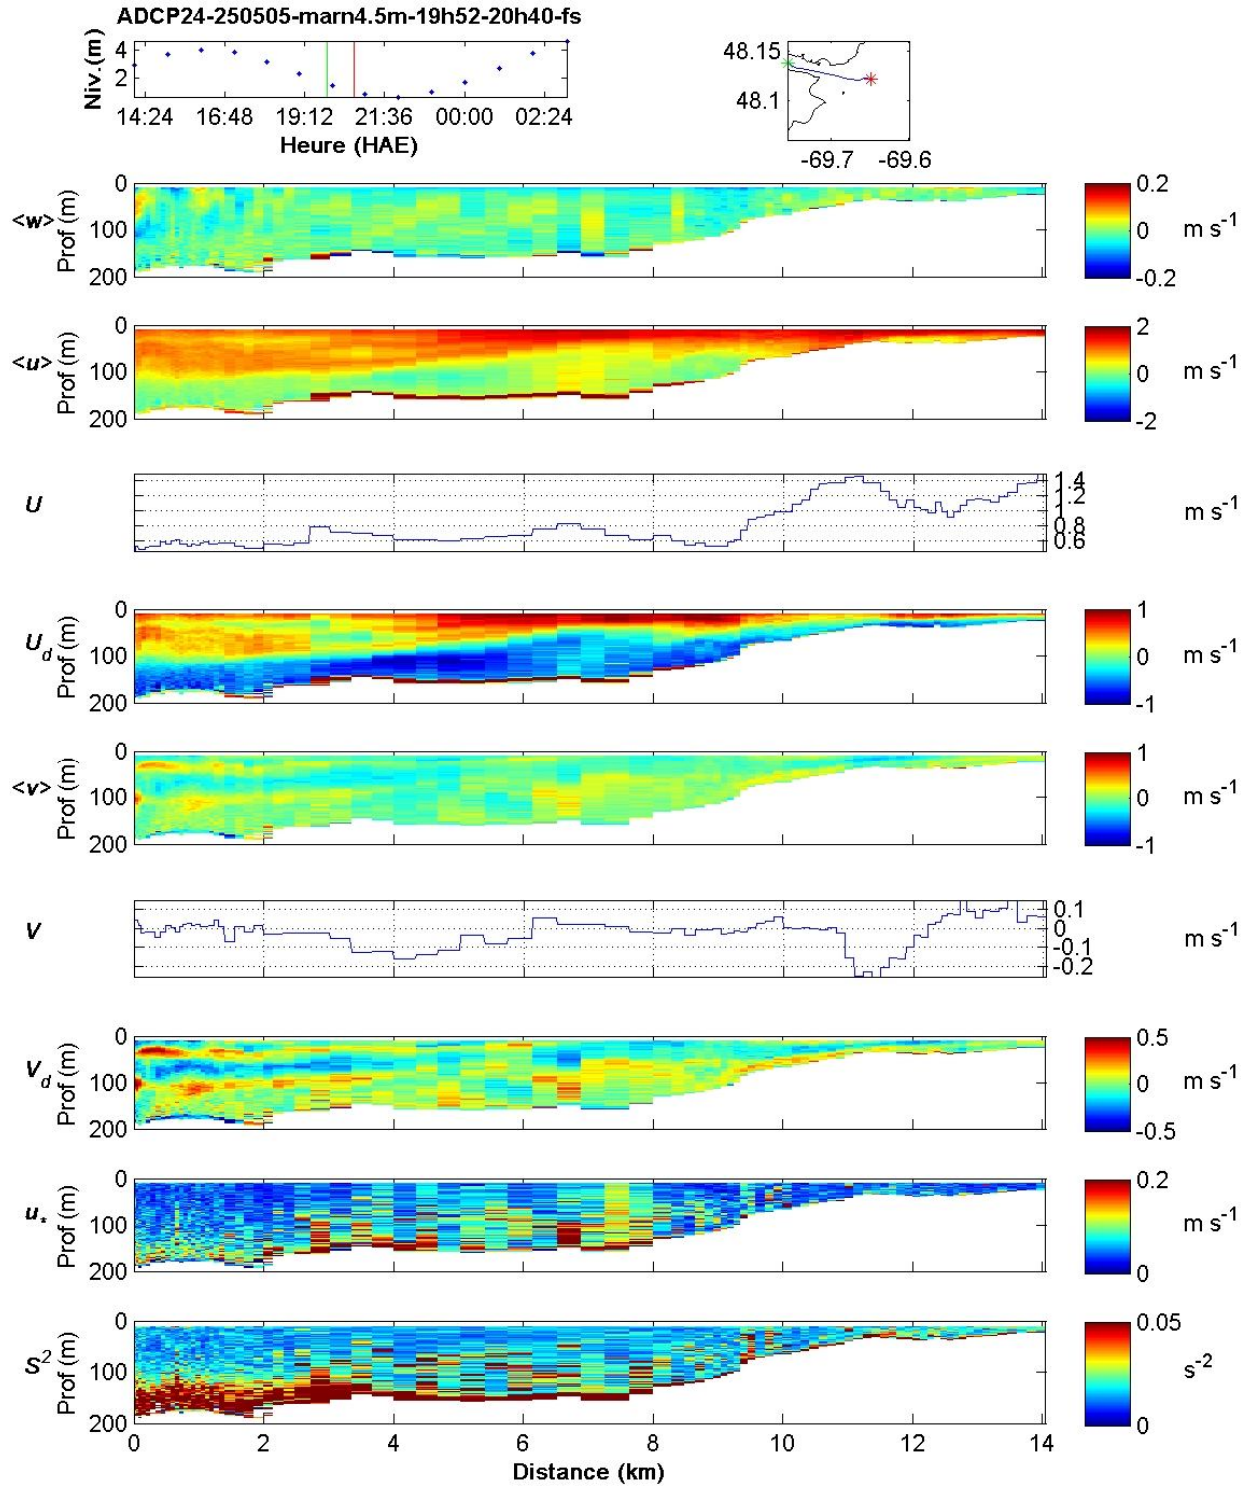 ADCP24-250505-marn4.5m-19h52-20h40-fs
Niv.(m)
4
2
14:24 16:48 19:12 21:36 00:00 02:24
Heure (HAE)
48.15
48.1
-69.7 -69.6
<w>
Prof (m)
0
100
200
0.2
0
-0.2
m s-1
<u>
Prof (m)
0
100
200
2
0
-2
m s-1
U
1.4
1.2
1
0.8
0.6
m s-1
Ud
Prof (m)
0
100
200
1
0
-1
m s-1
<v>
Prof (m)
0
100
200
1
0
-1
m s-1
V
0.1
0
-0.1
-0.2
m s-1
Vd
Prof (m)
0
100
200
0.5
0
-0.5
m s-1
u*
Prof (m)
0
100
200
0.2
0
m s-1
S2
Prof (m)
0
100
200
0.05
0
s-2
0 2 4 6 8 10 12 14
Distance (km)